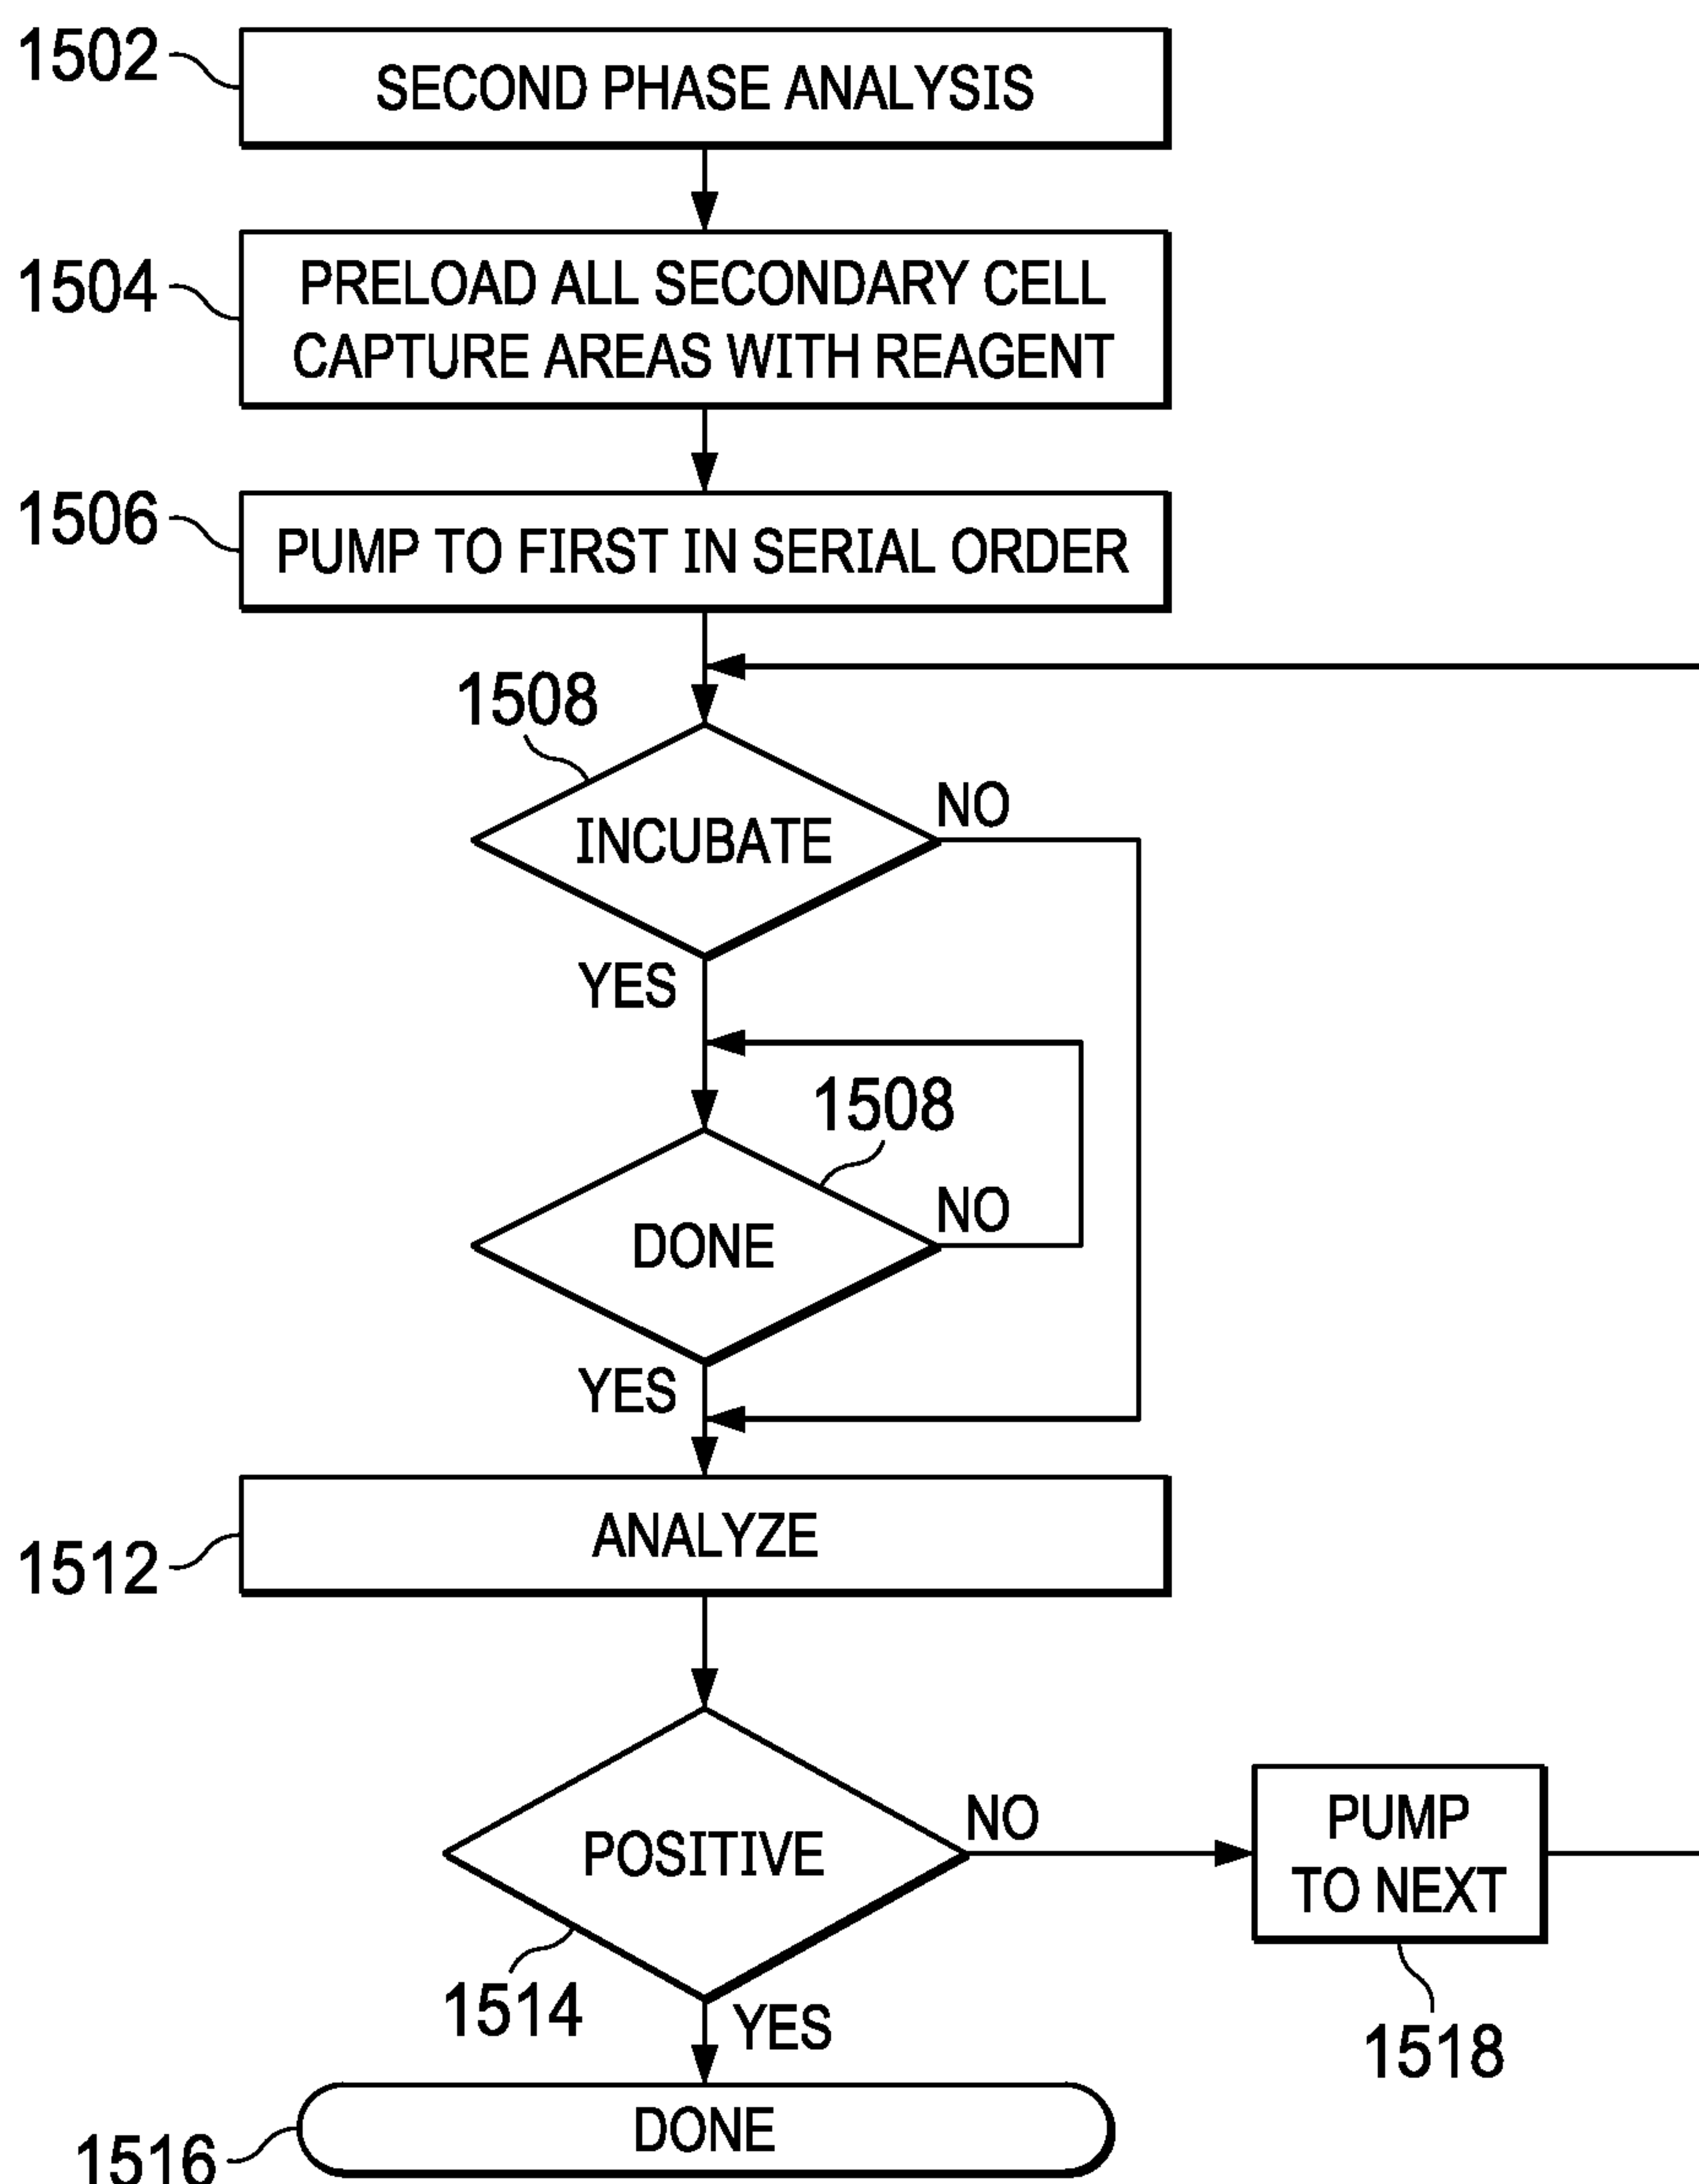 1502
SECOND PHASE ANALYSIS
1504
PRELOAD ALL SECONDARY CELL
CAPTURE AREAS WITH REAGENT
1506
PUMP TO FIRST IN SERIAL ORDER
1508
INCUBATE
NO
YES
1508
DONE
NO
YES
1512
ANALYZE
POSITIVE
NO
PUMP
TO NEXT
1514
YES
1518
DONE
1516